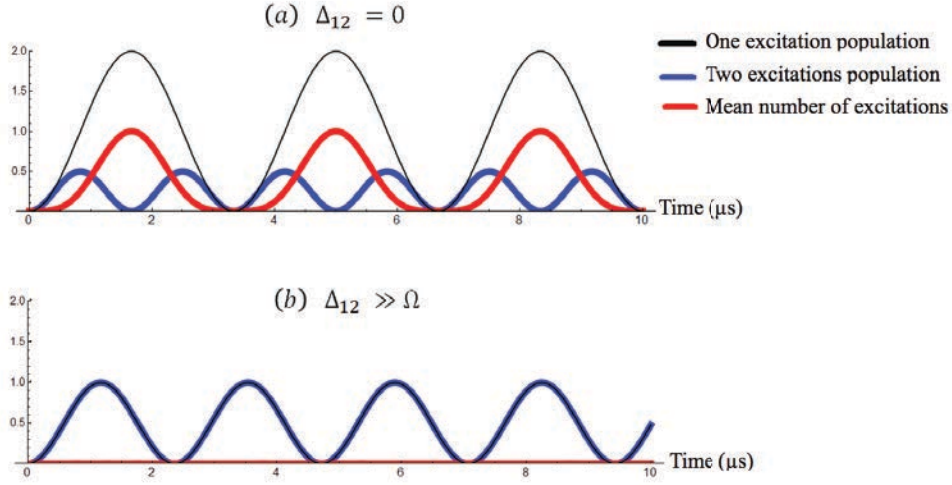 (a) Δ₁₂ = 0
2.0
1.5
1.0
0.5
0 2 4 6 8 10
Time (μs)
One excitation population
Two excitations population
Mean number of excitations
(b) Δ₁₂ ≫ Ω
2.0
1.5
1.0
0.5
0 2 4 6 8 10
Time (μs)